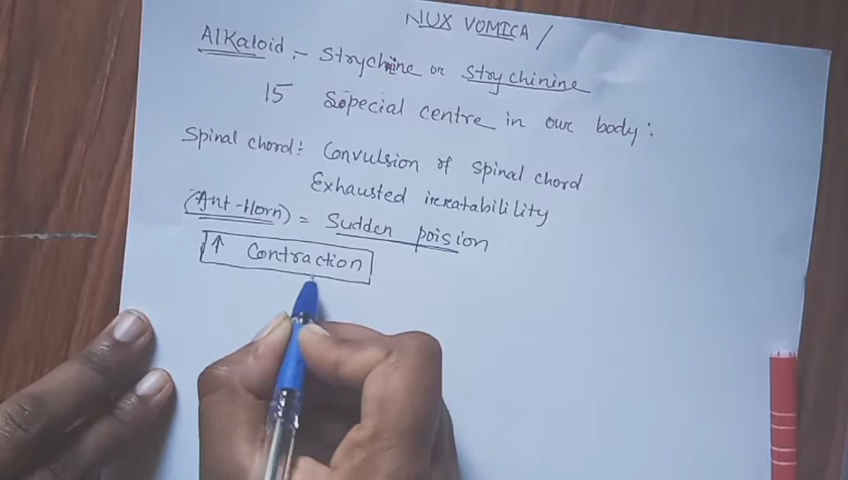 NUX VOMICA /
Alkaloid :- Strychine or strychinine
15 Sopecial centre in our body :
Spinal chord : Convulsion of spinal chord
Exhausted irreatabilility
(Ant-Horn) = Sudden poision
↑ Contraction